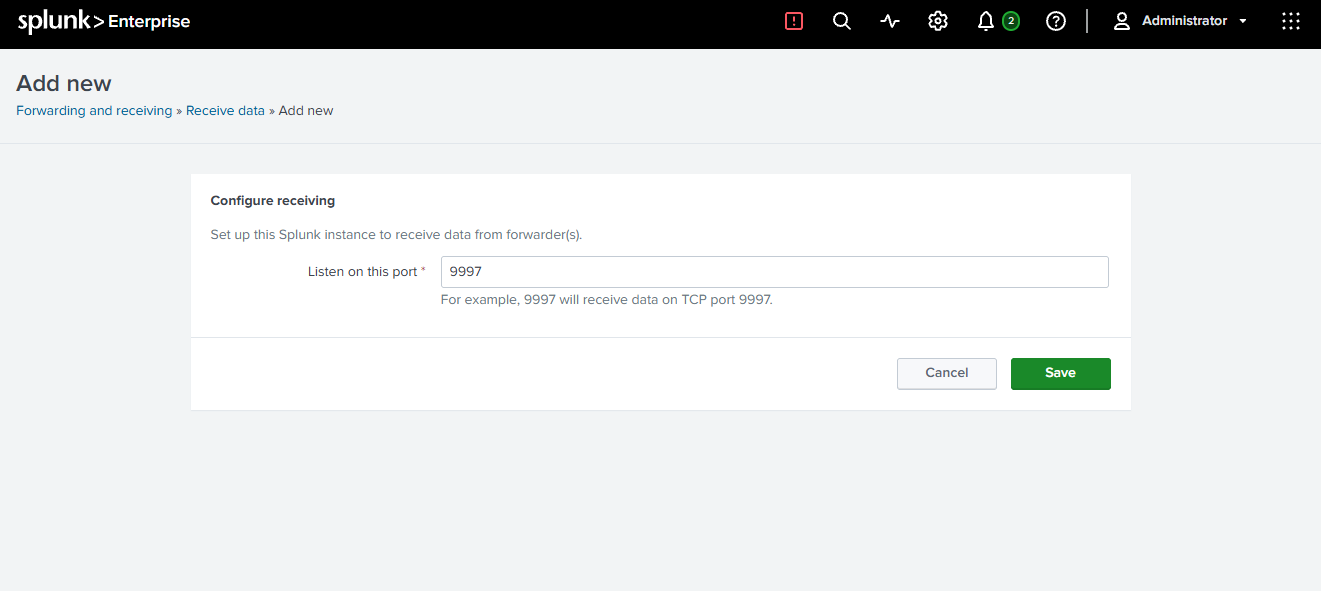 splunk> Enterprise
2
Administrator
Add new
Forwarding and receiving » Receive data » Add new
Configure receiving
Set up this Splunk instance to receive data from forwarder(s).
Listen on this port * 9997
For example, 9997 will receive data on TCP port 9997.
Cancel Save